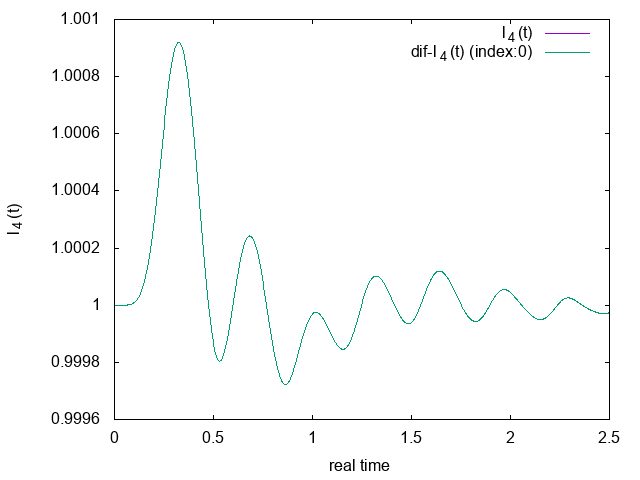 1.001
1.0008
1.0006
1.0004
1.0002
1
0.9998
0.9996
0 0.5 1 1.5 2 2.5
I4(t)
real time
I4(t)
dif-I4(t) (index:0)